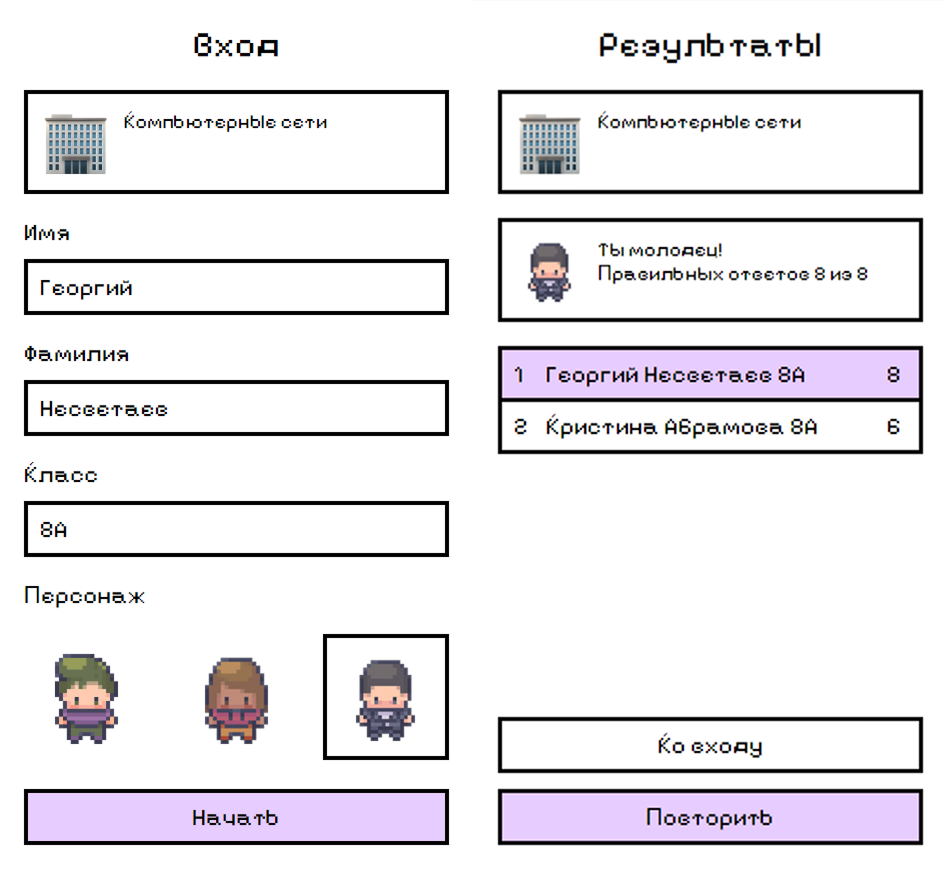 Вход
Компьютерные сети
Имя
Георгий
Фамилия
Несветаев
Класс
8А
Персонаж
Начать
Результаты
Компьютерные сети
Ты молодец!
Правильных ответов 8 из 8
1 Георгий Несветаев 8А 8
2 Кристина Абрамова 8А 6
Ко входу
Повторить